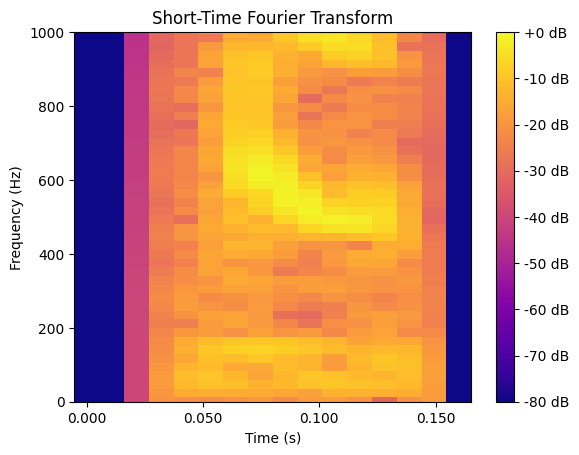 Short-Time Fourier Transform
1000
800
600
400
200
0
Frequency (Hz)
0.000
0.050
0.100
0.150
Time (s)
+0 dB
-10 dB
-20 dB
-30 dB
-40 dB
-50 dB
-60 dB
-70 dB
-80 dB